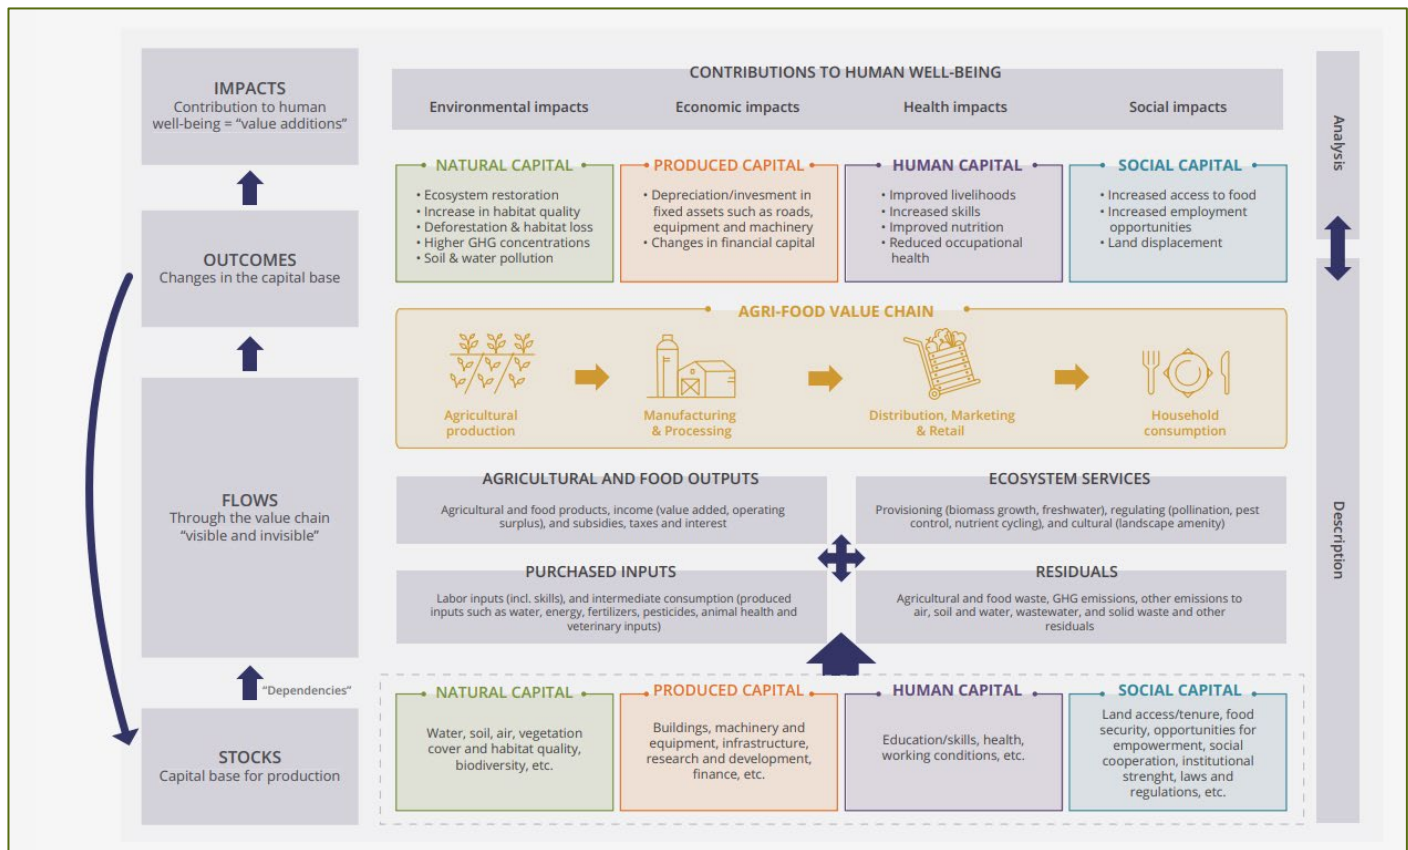 IMPACTS
Contribution to human
well-being = “value additions”
OUTCOMES
Changes in the capital base
FLOWS
Through the value chain
“visible and invisible”
“Dependencies”
STOCKS
Capital base for production
CONTRIBUTIONS TO HUMAN WELL-BEING
Environmental impacts
Economic impacts
Health impacts
Social impacts
NATURAL CAPITAL
• Ecosystem restoration
• Increase in habitat quality
• Deforestation & habitat loss
• Higher GHG concentrations
• Soil & water pollution
PRODUCED CAPITAL
• Depreciation/invesment in
fixed assets such as roads,
equipment and machinery
• Changes in financial capital
HUMAN CAPITAL
• Improved livelihoods
• Increased skills
• Improved nutrition
• Reduced occupational
health
SOCIAL CAPITAL
• Increased access to food
• Increased employment
opportunities
• Land displacement
AGRI-FOOD VALUE CHAIN
Agricultural
production
Manufacturing
& Processing
Distribution, Marketing
& Retail
Household
consumption
AGRICULTURAL AND FOOD OUTPUTS
Agricultural and food products, income (value added, operating
surplus), and subsidies, taxes and interest
ECOSYSTEM SERVICES
Provisioning (biomass growth, freshwater), regulating (pollination, pest
control, nutrient cycling), and cultural (landscape amenity)
PURCHASED INPUTS
Labor inputs (incl. skills), and intermediate consumption (produced
inputs such as water, energy, fertilizers, pesticides, animal health and
veterinary inputs)
RESIDUALS
Agricultural and food waste, GHG emissions, other emissions to
air, soil and water, wastewater, and solid waste and other
residuals
NATURAL CAPITAL
Water, soil, air, vegetation
cover and habitat quality,
biodiversity, etc.
PRODUCED CAPITAL
Buildings, machinery and
equipment, infrastructure,
research and development,
finance, etc.
HUMAN CAPITAL
Education/skills, health,
working conditions, etc.
SOCIAL CAPITAL
Land access/tenure, food
security, opportunities for
empowerment, social
cooperation, institutional
strenght, laws and
regulations, etc.
Analysis
Description